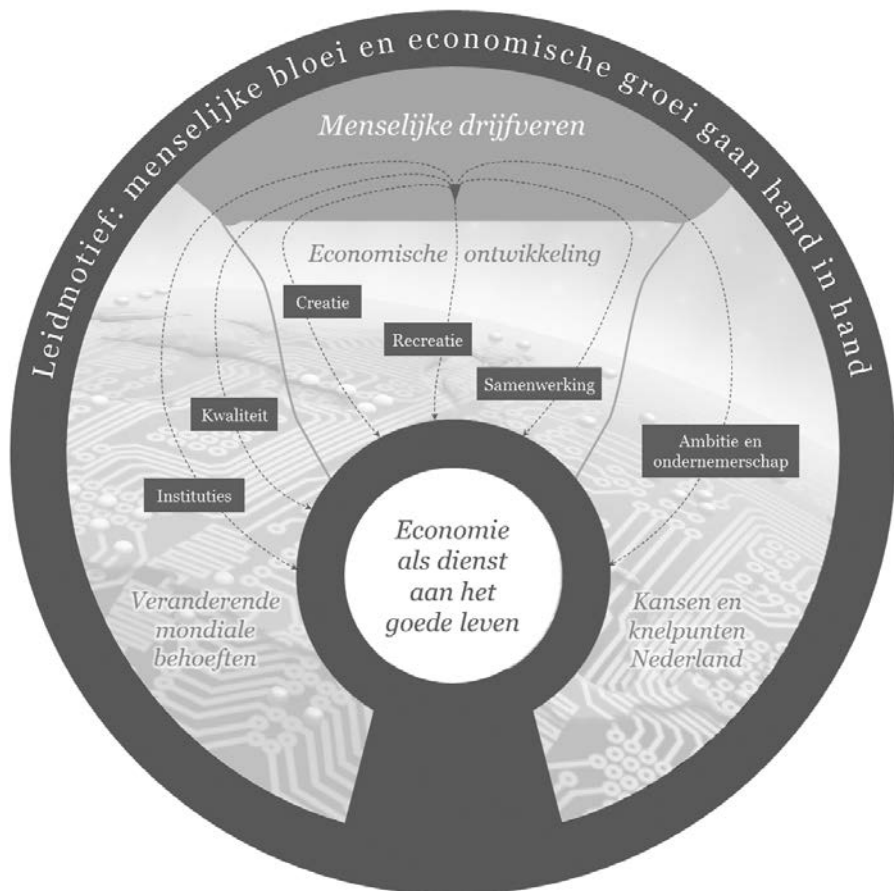 Leidmotief: menselijke bloei en economische groei gaan hand in hand
Menselijke drijfveren
Economische ontwikkeling
Creatie
Recreatie
Samenwerking
Kwaliteit
Ambitie en
ondernemerschap
Instituties
Economie
als dienst
aan het
goede leven
Veranderende
mondiale
behoeften
Kansen en
knelpunten
Nederland